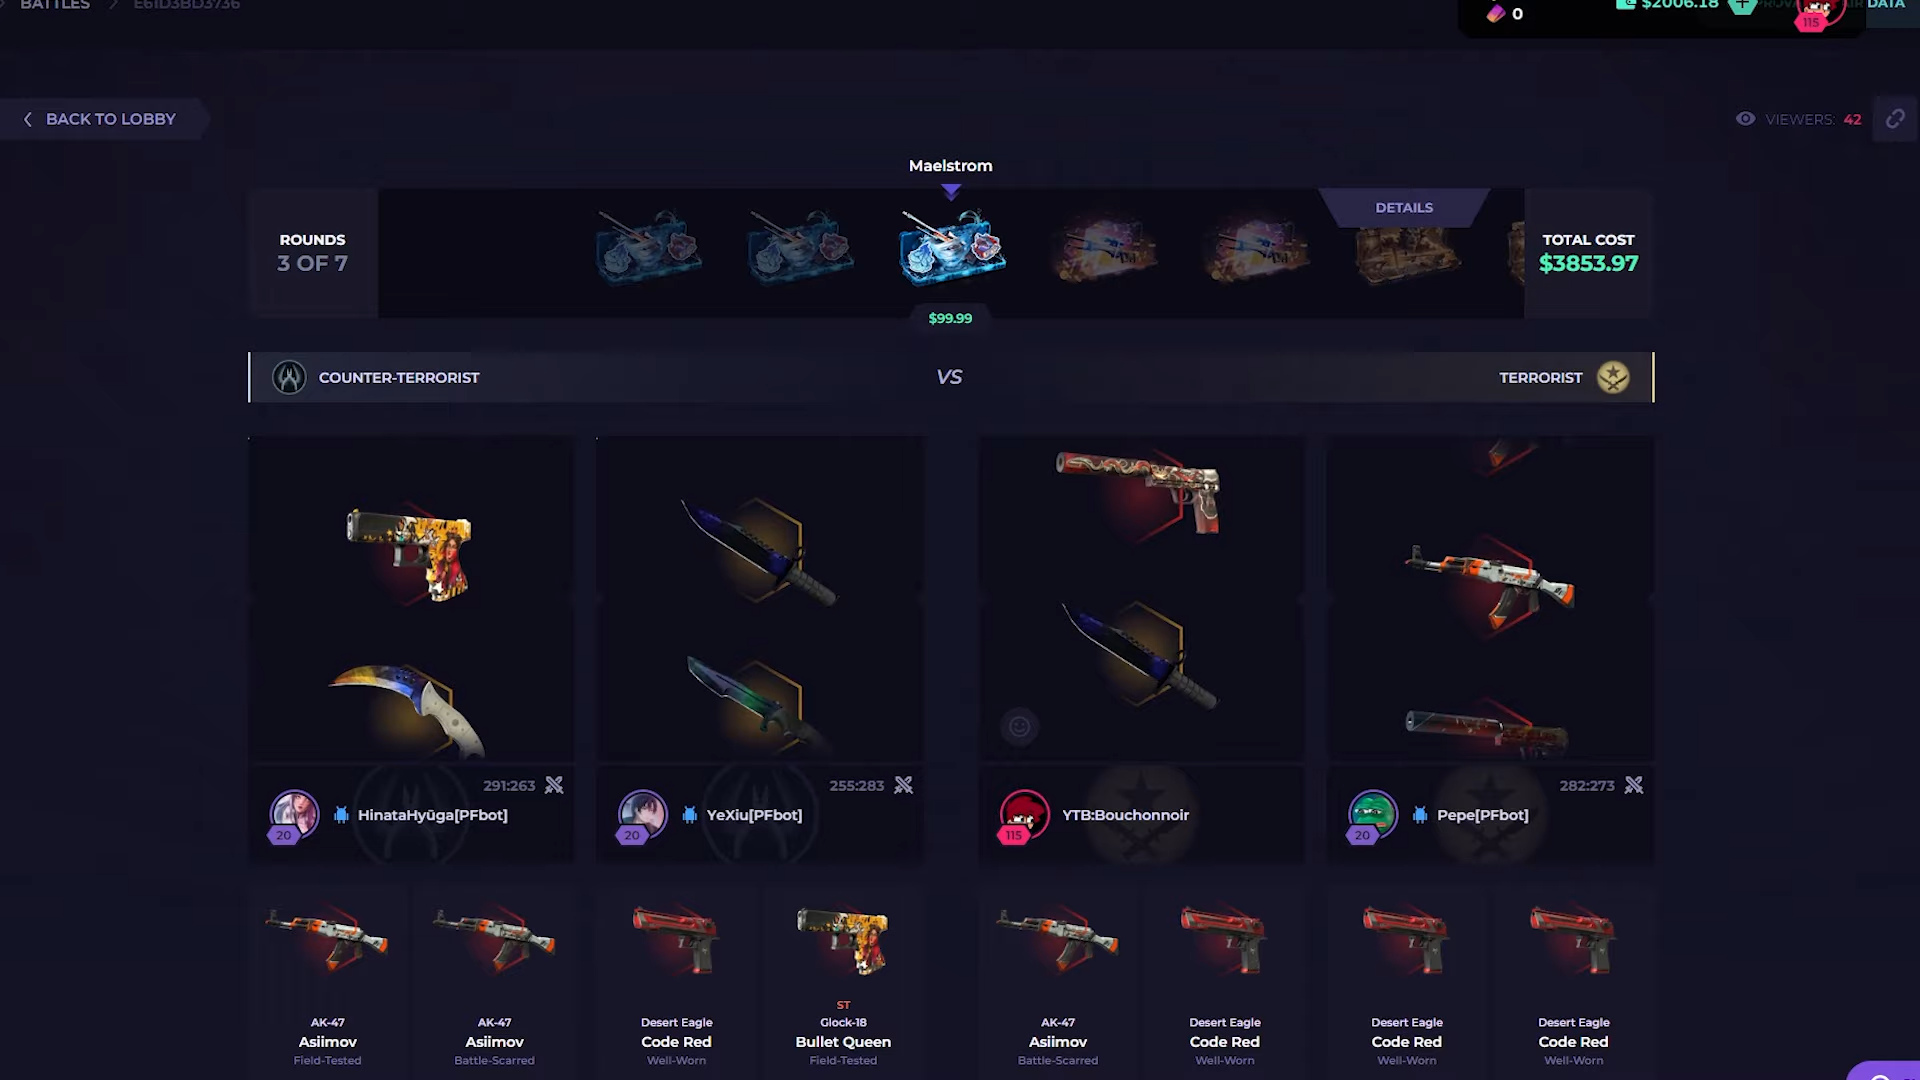 BATTLES > E61D3BD3736
0
$2006.18
DATA
115
BACK TO LOBBY
VIEWERS: 42
Maelstrom
DETAILS
ROUNDS
3 OF 7
TOTAL COST
$3853.97
$99.99
COUNTER-TERRORIST
VS
TERRORIST
291:263
HinataHyūga[PFbot]
20
255:283
YeXiu[PFbot]
20
YTB:Bouchonnoir
115
282:273
Pepe[PFbot]
20
AK-47
Asiimov
Field-Tested
AK-47
Asiimov
Battle-Scarred
Desert Eagle
Code Red
Well-Worn
ST
Glock-18
Bullet Queen
Field-Tested
AK-47
Asiimov
Battle-Scarred
Desert Eagle
Code Red
Well-Worn
Desert Eagle
Code Red
Well-Worn
Desert Eagle
Code Red
Well-Worn